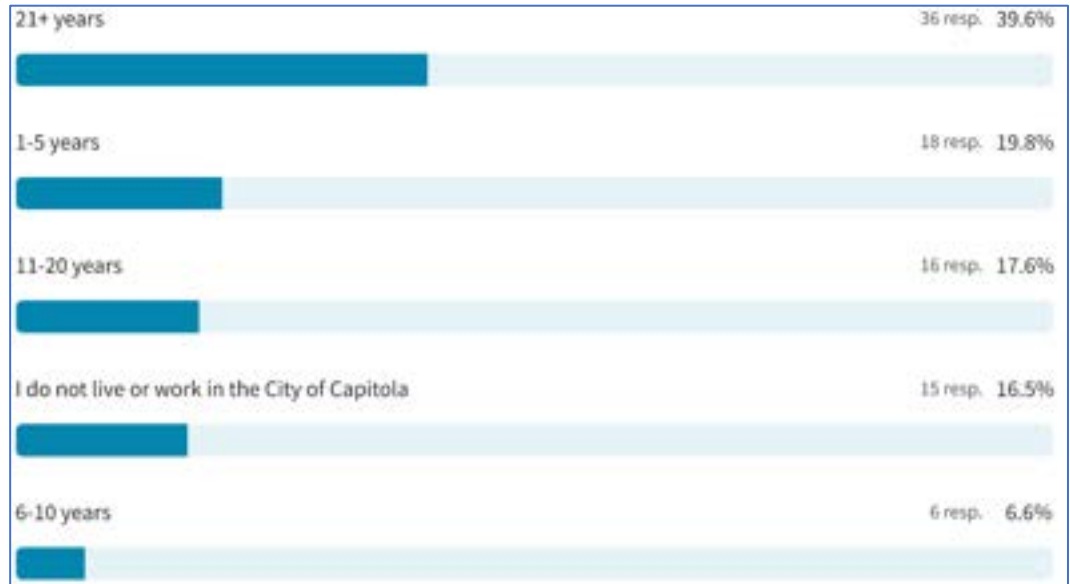 21+ years 36 resp. 39.6%
1-5 years 18 resp. 19.8%
11-20 years 16 resp. 17.6%
I do not live or work in the City of Capitola 15 resp. 16.5%
6-10 years 6 resp. 6.6%